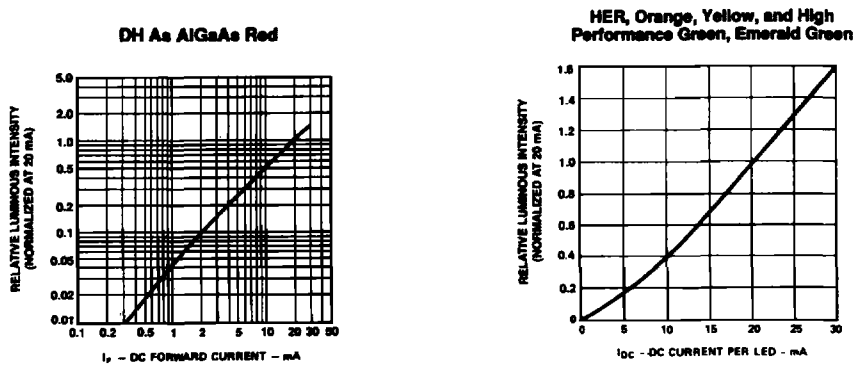 DH As AlGaAs Red
RELATIVE LUMINOUS INTENSITY
(NORMALIZED AT 20 mA)
5.0
2.0
1.0
0.5
0.2
0.1
0.05
0.02
0.01
0.1 0.2 0.5 1 2 5 10 20 30 50
I_F – DC FORWARD CURRENT – mA
HER, Orange, Yellow, and High
Performance Green, Emerald Green
RELATIVE LUMINOUS INTENSITY
(NORMALIZED AT 20 mA)
1.6
1.4
1.2
1.0
0.8
0.6
0.4
0.2
0
0 5 10 15 20 25 30
I_DC – DC CURRENT PER LED – mA